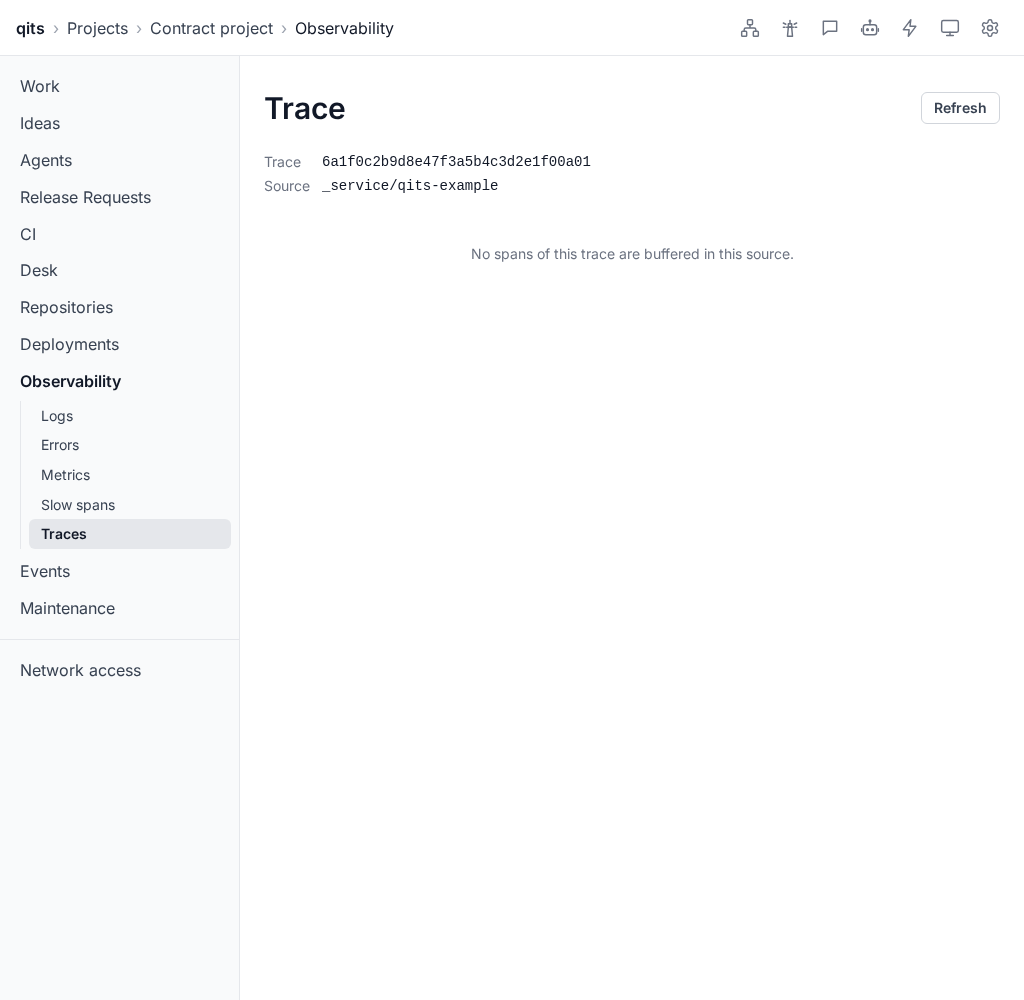 qits › Projects › Contract project › Observability
Work
Ideas
Agents
Release Requests
CI
Desk
Repositories
Deployments
Observability
Logs
Errors
Metrics
Slow spans
Traces
Events
Maintenance
Network access
Trace
Refresh
Trace 6a1f0c2b9d8e47f3a5b4c3d2e1f00a01
Source _service/qits-example
No spans of this trace are buffered in this source.